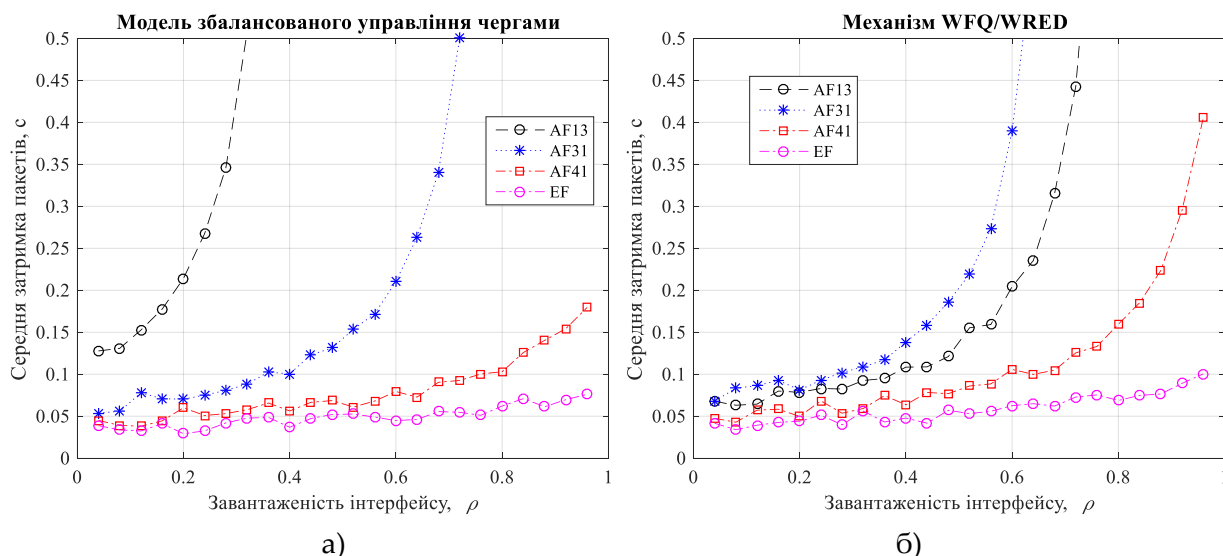 Модель збалансованого управління чергами
0.5
0.45
0.4
0.35
0.3
0.25
0.2
0.15
0.1
0.05
0
Середня затримка пакетів, с
AF13
AF31
AF41
EF
0 0.2 0.4 0.6 0.8 1
Завантаженість інтерфейсу, ρ
а)
Механізм WFQ/WRED
0.5
0.45
0.4
0.35
0.3
0.25
0.2
0.15
0.1
0.05
0
Середня затримка пакетів, с
AF13
AF31
AF41
EF
0 0.2 0.4 0.6 0.8 1
Завантаженість інтерфейсу, ρ
б)